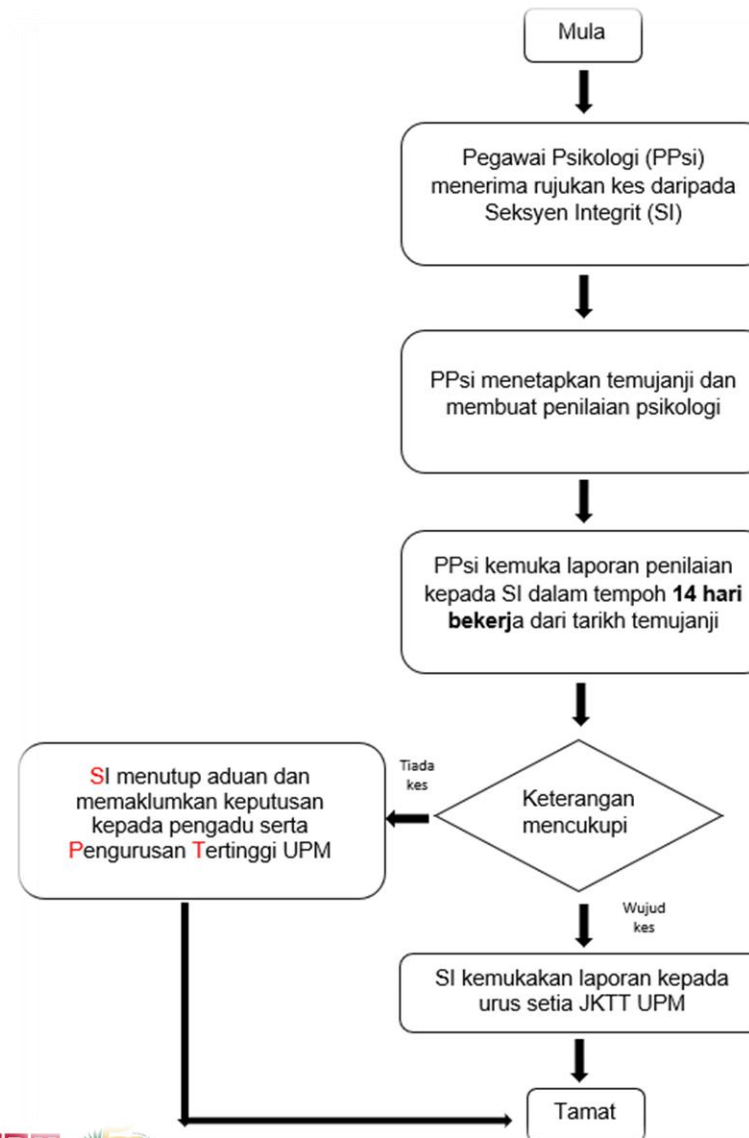 Mula
Pegawai Psikologi (PPsi)
menerima rujukan kes daripada
Seksyen Integrit (SI)
PPsi menetapkan temujanji dan
membuat penilaian psikologi
PPsi kemuka laporan penilaian
kepada SI dalam tempoh 14 hari
bekerja dari tarikh temujanji
Keterangan
mencukupi
Tiada
kes
SI menutup aduan dan
memaklumkan keputusan
kepada pengadu serta
Pengurusan Tertinggi UPM
Wujud
kes
SI kemukakan laporan kepada
urus setia JKTT UPM
Tamat